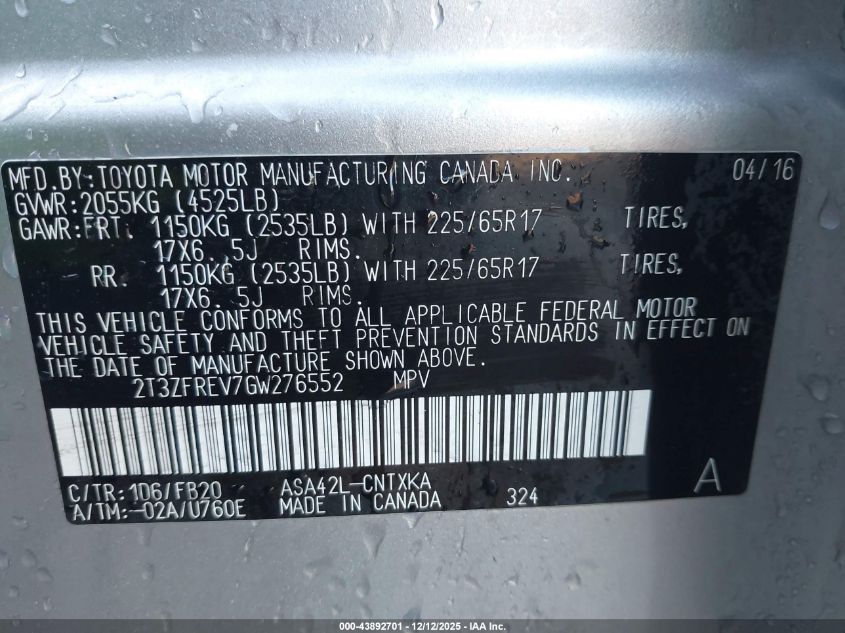 MFD.BY:TOYOTA MOTOR MANUFACTURING CANADA INC. 04/16
GVWR:2055KG (4525LB)
GAWR:FRT. 1150KG (2535LB) WITH 225/65R17 TIRES,
17X6.5J RIMS.
RR. 1150KG (2535LB) WITH 225/65R17 TIRES,
17X6.5J RIMS.
THIS VEHICLE CONFORMS TO ALL APPLICABLE FEDERAL MOTOR
VEHICLE SAFETY AND THEFT PREVENTION STANDARDS IN EFFECT ON
THE DATE OF MANUFACTURE SHOWN ABOVE.
2T3ZFREV7GW276552 MPV
C/TR:1D6/FB20 ASA42L-CNTXKA
A/TM:-02A/U760E MADE IN CANADA 324 A
000-43892701 - 12/12/2025 - IAA Inc.